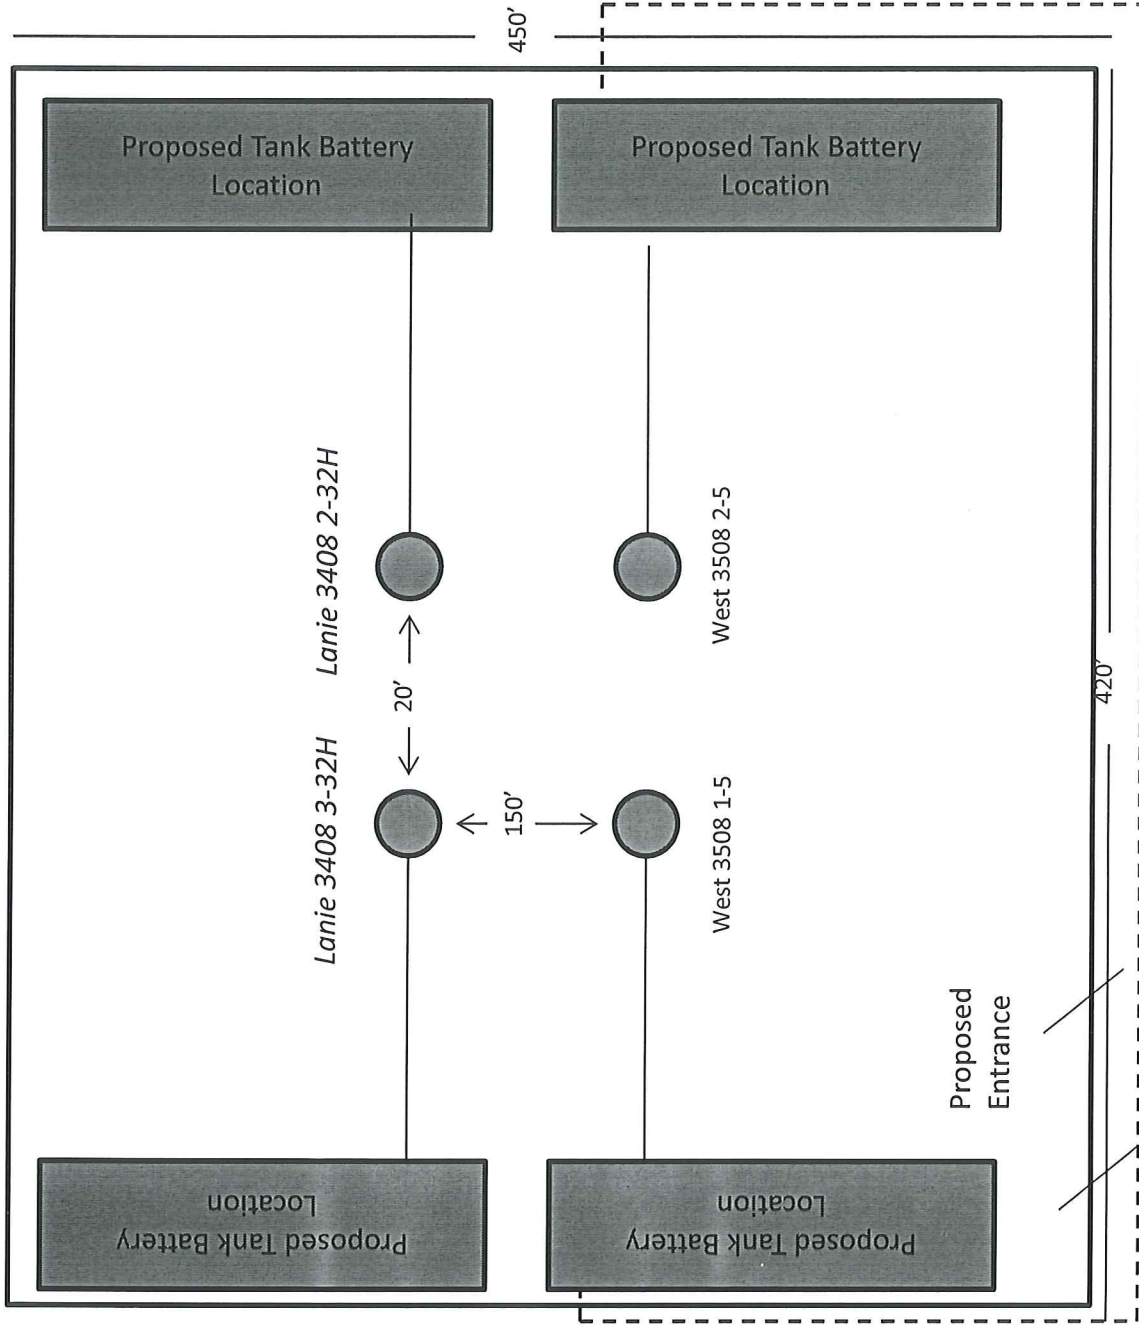 450'
Proposed Tank Battery
Location
Proposed Tank Battery
Location
Lanie 3408 2-32H
West 3508 2-5
20'
420'
Lanie 3408 3-32H
150'
West 3508 1-5
Proposed
Entrance
Proposed Tank Battery
Location
Proposed Tank Battery
Location